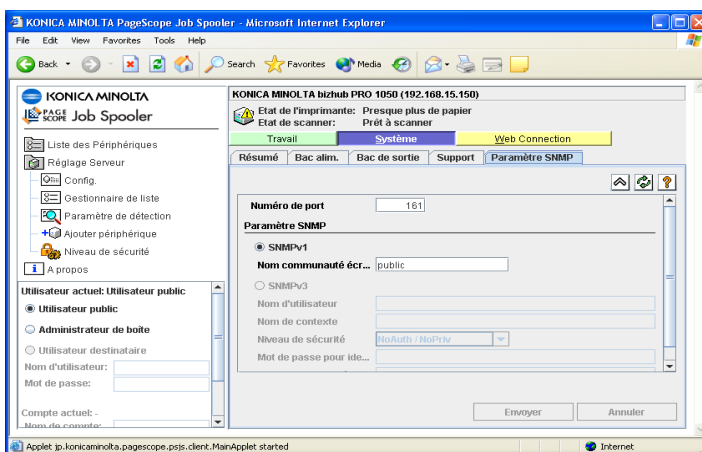 KONICA MINOLTA PageScope Job Spooler - Microsoft Internet Explorer
File Edit View Favorites Tools Help
Back Search Favorites Media
KONICA MINOLTA
PAGE SCOPE Job Spooler
Liste des Périphériques
Réglage Serveur
Config.
Gestionnaire de liste
Paramètre de détection
Ajouter périphérique
Niveau de sécurité
A propos
Utilisateur actuel: Utilisateur public
Utilisateur public
Administrateur de boîte
Utilisateur destinataire
Nom d'utilisateur:
Mot de passe:
Compte actuel: -
Nom de compte:
KONICA MINOLTA bizhub PRO 1050 (192.168.15.150)
Etat de l'imprimante: Presque plus de papier
Etat de scanner: Prêt à scanner
Travail Système Web Connection
Résumé Bac alim. Bac de sortie Support Paramètre SNMP
Numéro de port 161
Paramètre SNMP
SNMPv1
Nom communauté écr... public
SNMPv3
Nom d'utilisateur
Nom de contexte
Niveau de sécurité NoAuth / NoPriv
Mot de passe pour ide...
Envoyer Annuler
Applet jp.konicaminolta.pagescope.psjs.client.MainApplet started Internet